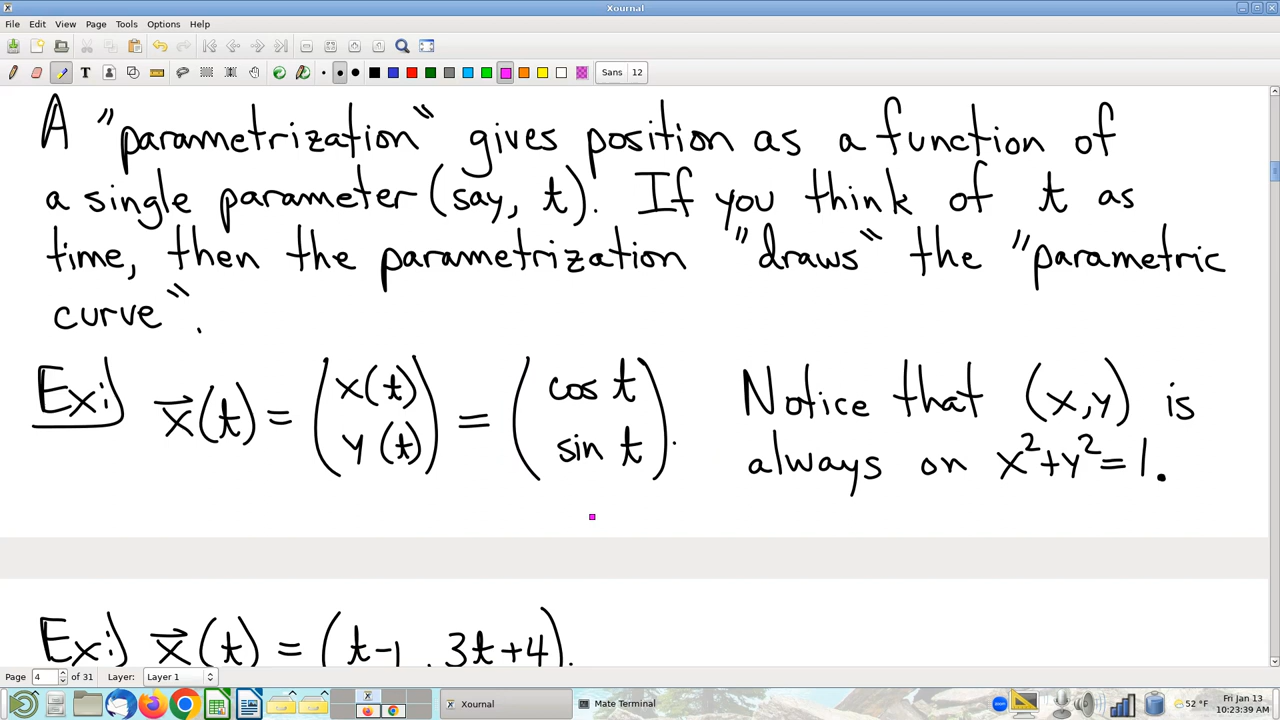 Xournal
File Edit View Page Tools Options Help
Sans 12
A "parametrization" gives position as a function of
a single parameter (say, t). If you think of t as
time, then the parametrization "draws" the "parametric
curve".
Ex:) x⃗(t) = (x(t) y(t)) = (cos t sin t). Notice that (x,y) is
always on x²+y²=1.
Ex:) x⃗(t) = (t-1, 3t+4).
Page 4 of 31 Layer: Layer 1
Xournal Mate Terminal 52 °F Fri Jan 13
10:23:39 AM